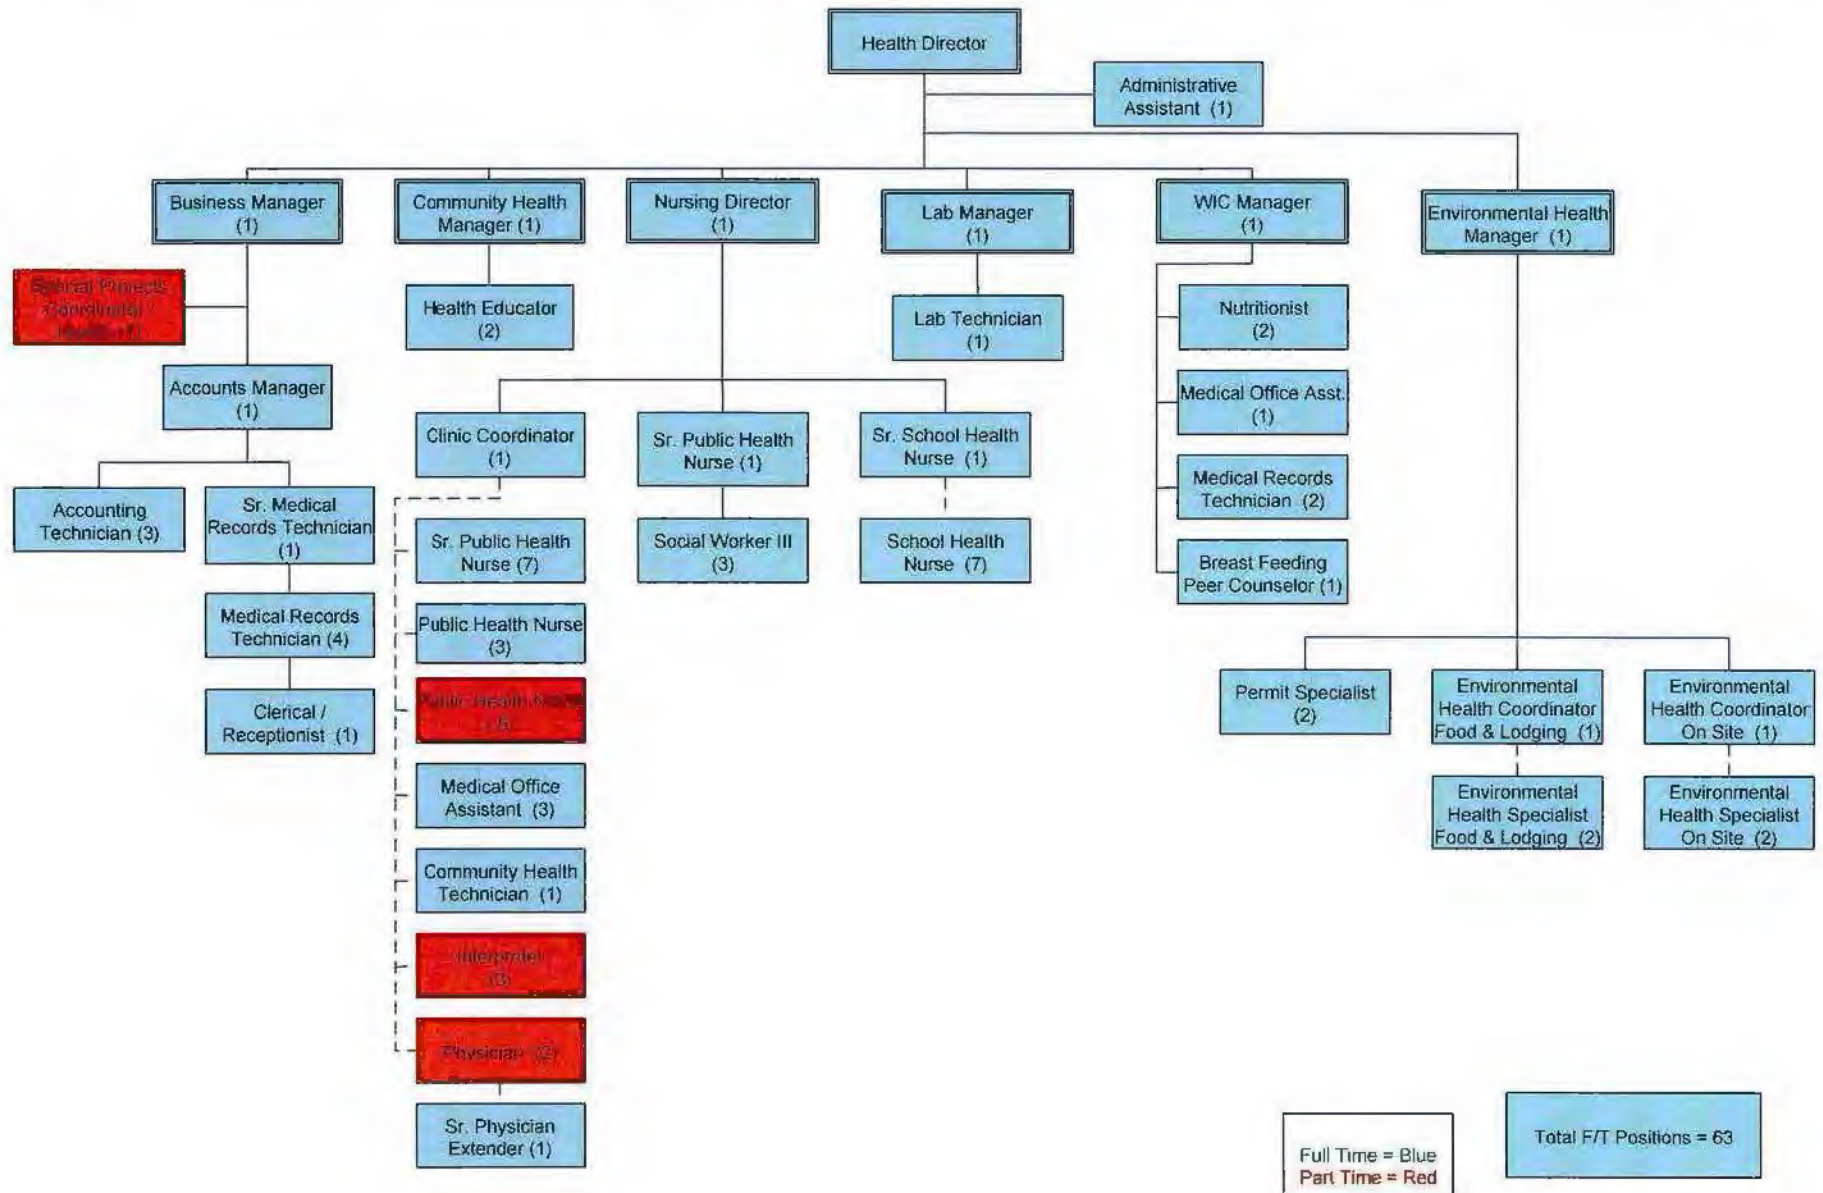 Health Director
Administrative
Assistant (1)
Business Manager
(1)
Community Health
Manager (1)
Nursing Director
(1)
Lab Manager
(1)
WIC Manager
(1)
Environmental Health
Manager (1)
Special Projects
Coordinator
Health Educator
(2)
Lab Technician
(1)
Nutritionist
(2)
Accounts Manager
(1)
Medical Office Asst.
(1)
Clinic Coordinator
(1)
Sr. Public Health
Nurse (1)
Sr. School Health
Nurse (1)
Medical Records
Technician (2)
Accounting
Technician (3)
Sr. Medical
Records Technician
(1)
Sr. Public Health
Nurse (7)
Social Worker III
(3)
School Health
Nurse (7)
Breast Feeding
Peer Counselor (1)
Medical Records
Technician (4)
Public Health Nurse
(3)
Clerical /
Receptionist (1)
Public Health Nurse
Permit Specialist
(2)
Environmental
Health Coordinator
Food & Lodging (1)
Environmental
Health Coordinator
On Site (1)
Medical Office
Assistant (3)
Environmental
Health Specialist
Food & Lodging (2)
Environmental
Health Specialist
On Site (2)
Community Health
Technician (1)
Interpreter
Physician (2)
Sr. Physician
Extender (1)
Full Time = Blue
Part Time = Red
Total F/T Positions = 63